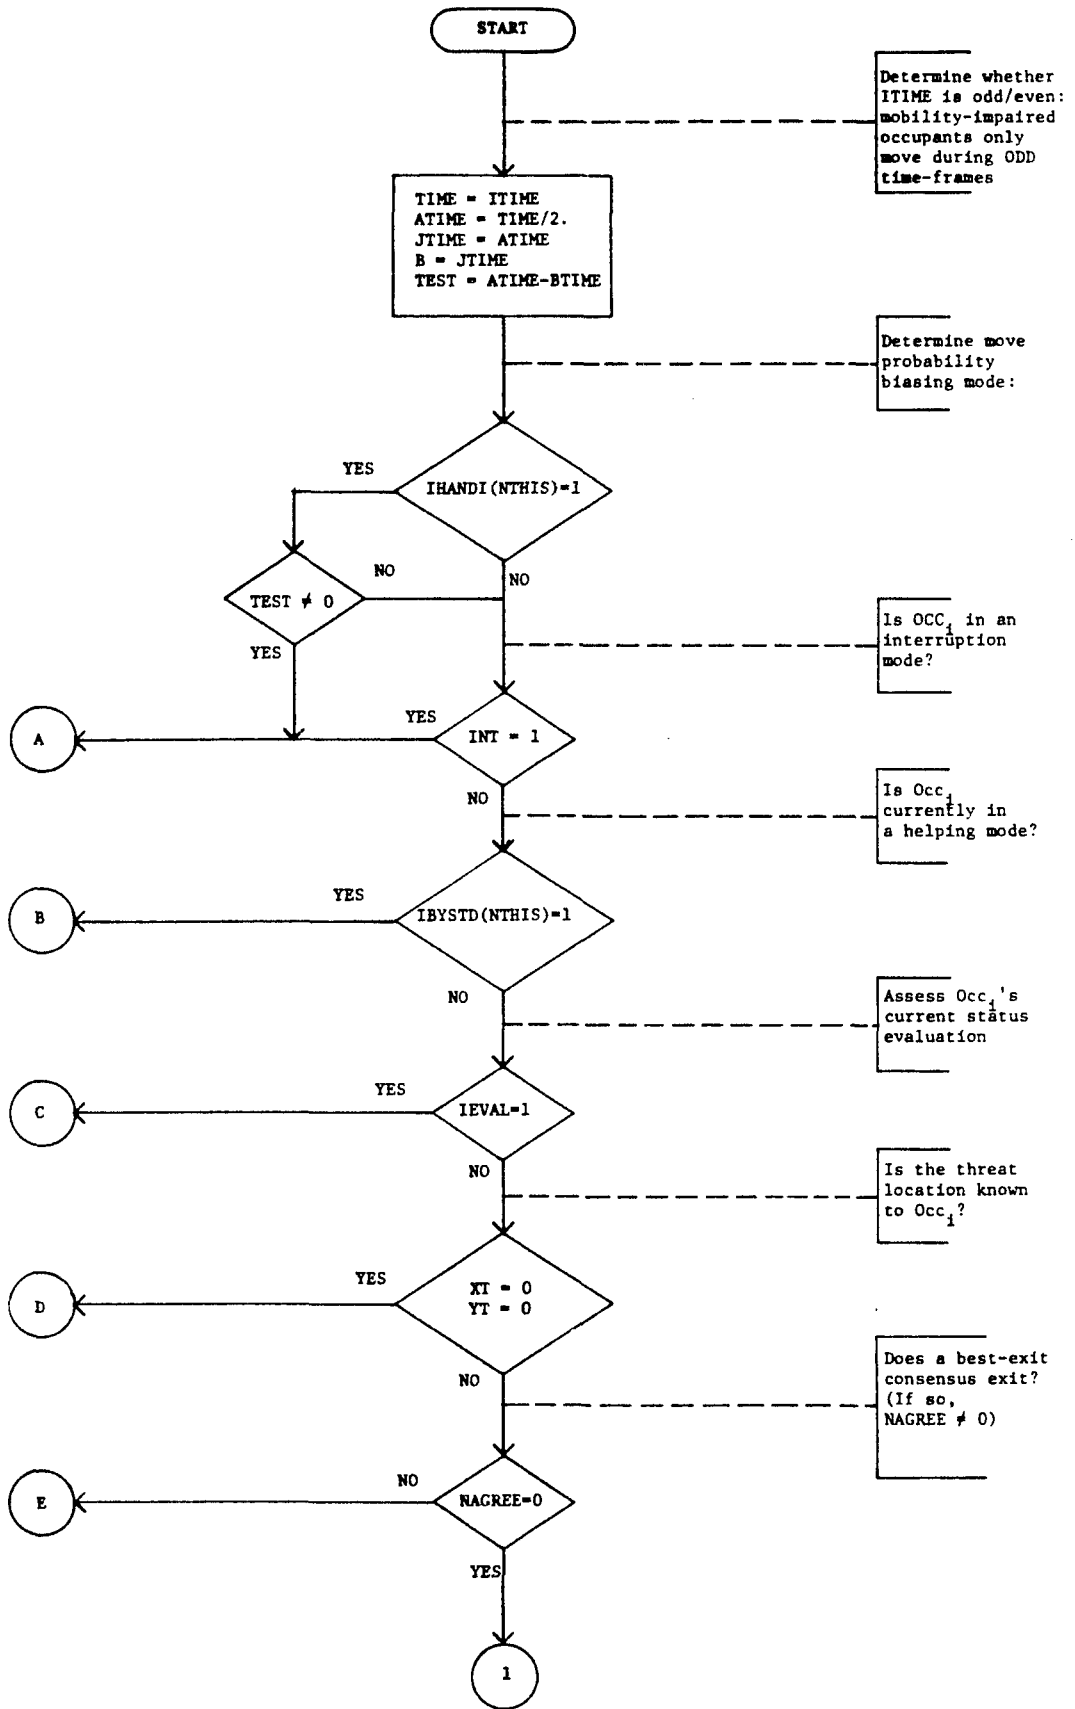 START
Determine whether
ITIME is odd/even:
mobility-impaired
occupants only
move during ODD
time-frames
TIME = ITIME
ATIME = TIME/2.
JTIME = ATIME
B = JTIME
TEST = ATIME-BTIME
Determine move
probability
biasing mode:
YES
IHANDI(NTHIS)=1
NO
TEST ≠ 0
NO
YES
Is OCCi in an
interruption
mode?
A
YES
INT = 1
NO
Is Occi
currently in
a helping mode?
B
YES
IBYSTD(NTHIS)=1
NO
Assess Occi's
current status
evaluation
C
YES
IEVAL=1
NO
Is the threat
location known
to Occi?
D
YES
XT = 0
YT = 0
NO
Does a best-exit
consensus exit?
(If so,
NAGREE ≠ 0)
E
NO
NAGREE=0
YES
1